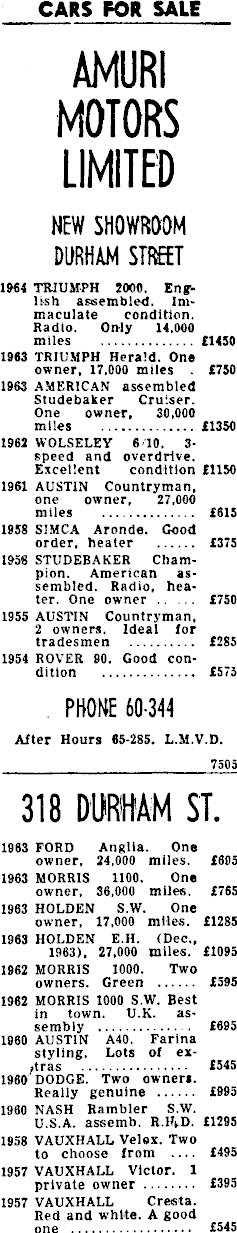 CARS FOR SALE
AMURI
MOTORS
LIMITED
NEW SHOWROOM
DURHAM STREET
1964 TRIUMPH 2000. Eng-
lish assembled. Im-
maculate condition.
Radio. Only 14,000
miles .............. £1450
1963 TRIUMPH Herald. One
owner, 17,000 miles . £750
1963 AMERICAN assembled
Studebaker Cruiser.
One owner, 30,000
miles .............. £1350
1962 WOLSELEY 6/10. 3-
speed and overdrive.
Excellent condition £1150
1961 AUSTIN Countryman,
one owner, 27,000
miles .............. £615
1958 SIMCA Aronde. Good
order, heater ...... £375
1956 STUDEBAKER Cham-
pion. American as-
sembled. Radio, hea-
ter. One owner ...... £750
1955 AUSTIN Countryman,
2 owners. Ideal for
tradesmen .......... £285
1954 ROVER 90. Good con-
dition .............. £575
PHONE 60-344
After Hours 65-285. L.M.V.D.
7505
318 DURHAM ST.
1963 FORD Anglia. One
owner, 24,000 miles. £695
1963 MORRIS 1100. One
owner, 36,000 miles. £765
1963 HOLDEN S.W. One
owner, 17,000 miles. £1285
1963 HOLDEN E.H. (Dec.,
1963), 27,000 miles. £1095
1962 MORRIS 1000. Two
owners. Green ...... £595
1962 MORRIS 1000 S.W. Best
in town. U.K. as-
sembly .............. £695
1960 AUSTIN A40. Farina
styling. Lots of ex-
tras ................ £545
1960 DODGE. Two owners.
Really genuine ...... £995
1960 NASH Rambler S.W.
U.S.A. assemb. R.H.D. £1295
1958 VAUXHALL Velox. Two
to choose from .... £495
1957 VAUXHALL Victor. 1
private owner ........ £395
1957 VAUXHALL Cresta.
Red and white. A good
one .................. £545